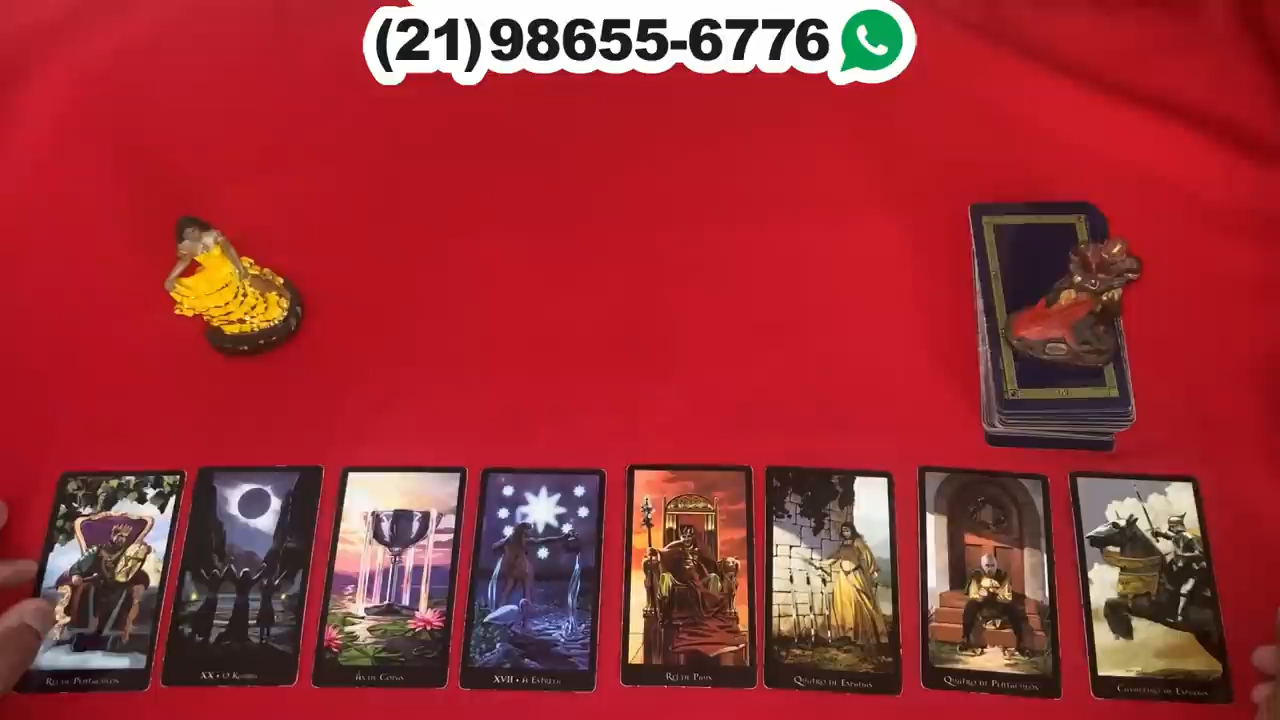 (21)98655-6776
REI DE PENTÁCULOS
XX • O
ÁS DE COPAS
XVII • A ESTRELA
REI DE PAUS
QUATRO DE ESPADAS
QUATRO DE PENTÁCULOS
CAVALEIRO DE ESPADAS